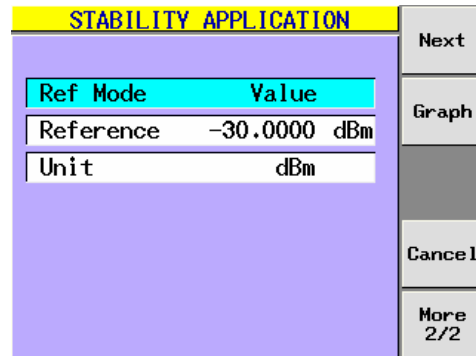 STABILITY APPLICATION
Next
Ref Mode Value
Graph
Reference -30.0000 dBm
Unit dBm
Cancel
More
2/2